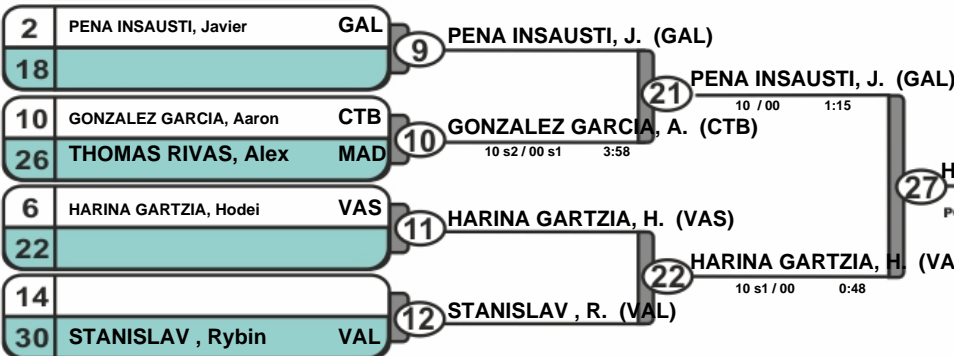 2 PENA INSAUSTI, Javier GAL
18
9
PENA INSAUSTI, J. (GAL)
10 GONZALEZ GARCIA, Aaron CTB
26 THOMAS RIVAS, Alex MAD
10
GONZALEZ GARCIA, A. (CTB)
10 s2 / 00 s1 3:58
21
PENA INSAUSTI, J. (GAL)
10 / 00 1:15
6 HARINA GARTZIA, Hodei VAS
22
11
HARINA GARTZIA, H. (VAS)
14
30 STANISLAV , Rybin VAL
12
STANISLAV , R. (VAL)
22
HARINA GARTZIA, H. (VA
10 s1 / 00 0:48
27
H